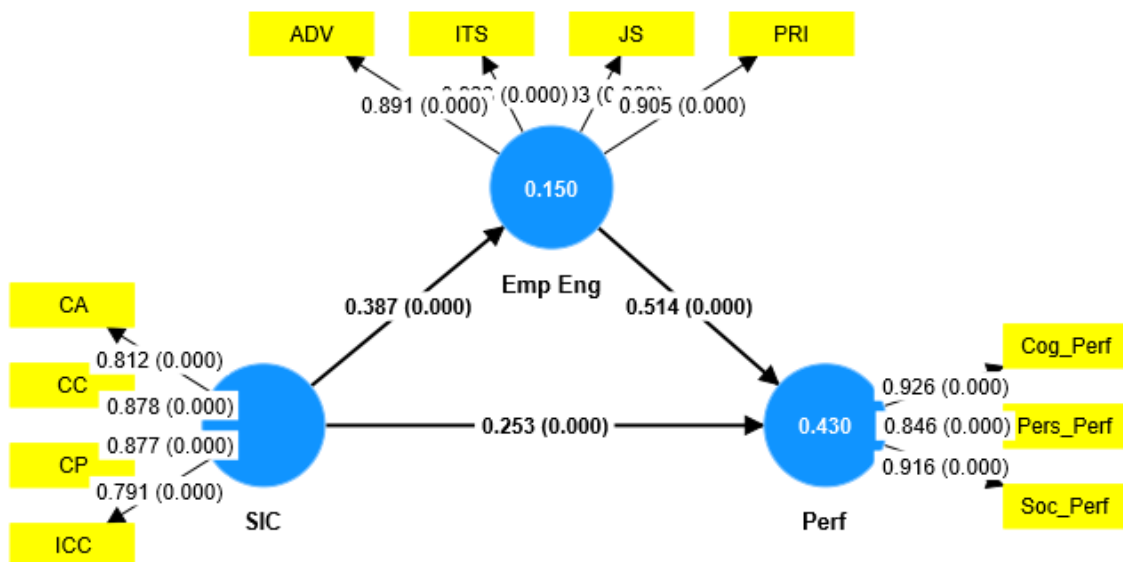 ADV
ITS
JS
PRI
0.891 (0.000)
(0.000)
0.905 (0.000)
0.150
Emp Eng
0.387 (0.000)
0.514 (0.000)
CA
0.812 (0.000)
CC
0.878 (0.000)
0.877 (0.000)
CP
0.791 (0.000)
ICC
SIC
0.253 (0.000)
0.430
Perf
Cog_Perf
0.926 (0.000)
0.846 (0.000)
Pers_Perf
0.916 (0.000)
Soc_Perf